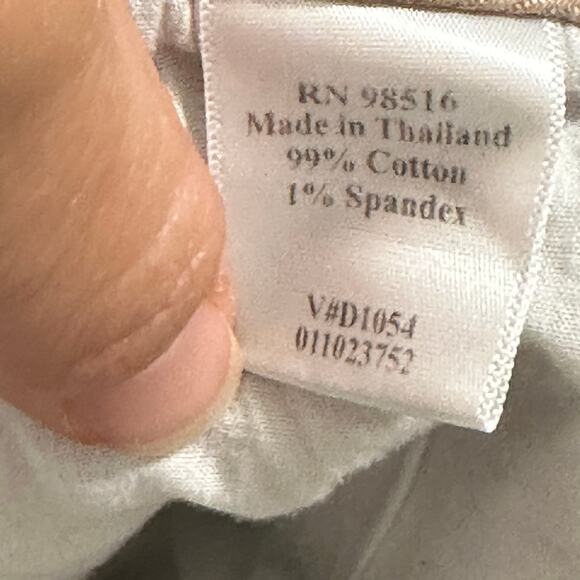 RN 98516
Made in Thailand
99% Cotton
1% Spandex
V#D1054
011023752